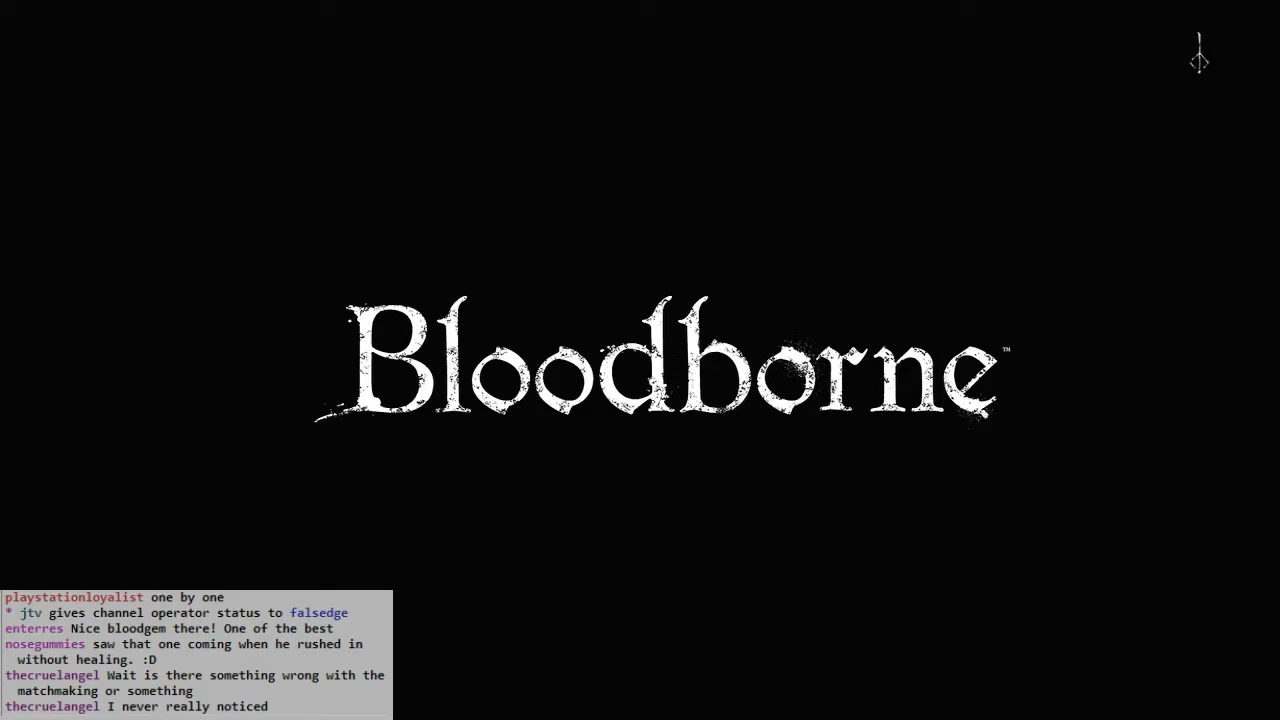 Bloodborne™
playstationloyalist one by one
* jtv gives channel operator status to falsedge
enterres Nice bloodgem there! One of the best
nosegummies saw that one coming when he rushed in
without healing. :D
thecruelangel Wait is there something wrong with the
matchmaking or something
thecruelangel I never really noticed